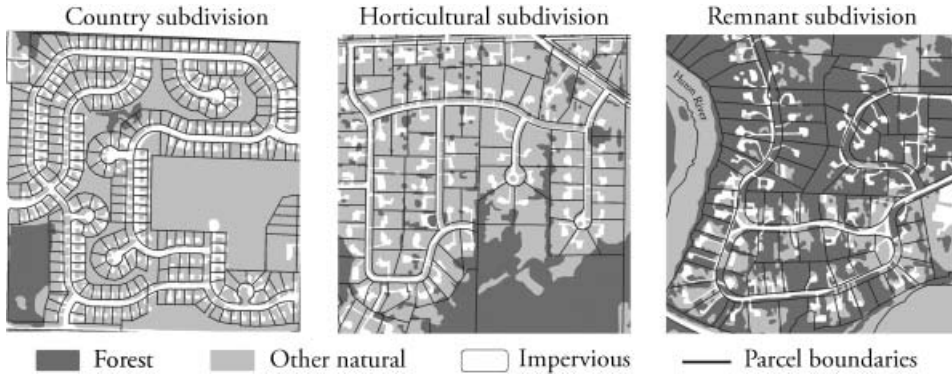 Country subdivision
Horticultural subdivision
Remnant subdivision
Huron River
Forest
Other natural
Impervious
Parcel boundaries